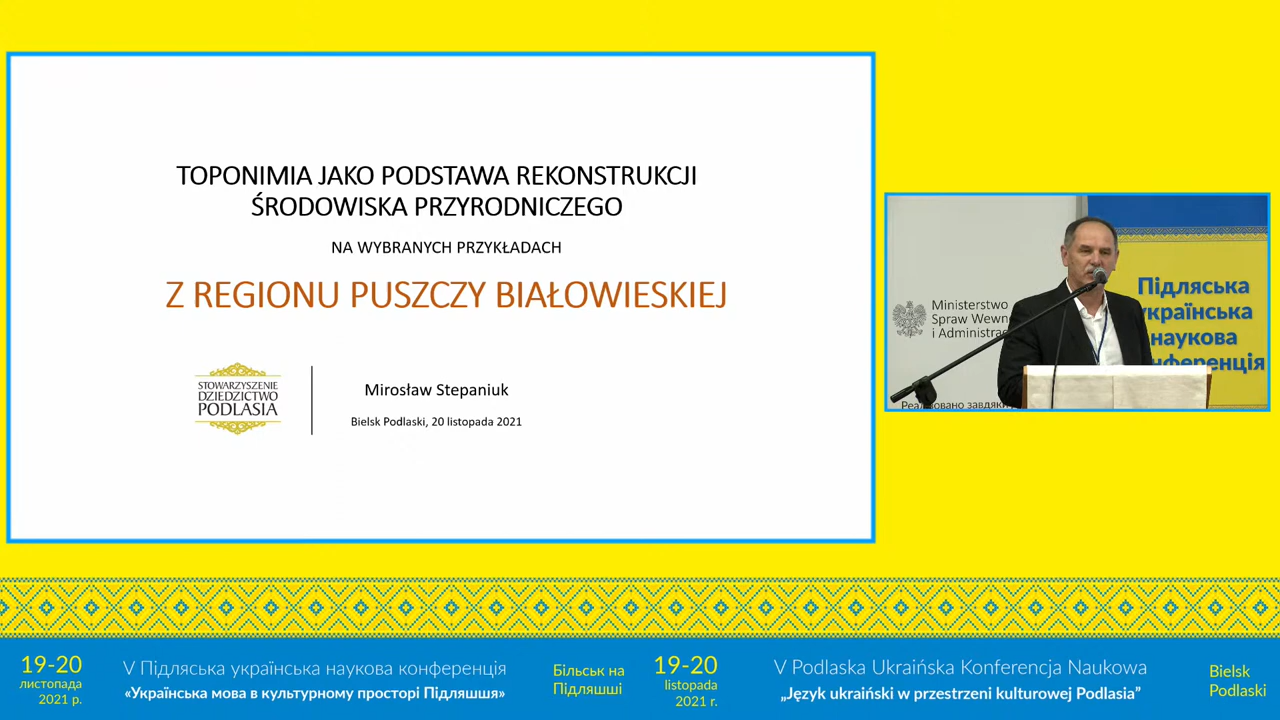 TOPONIMIA JAKO PODSTAWA REKONSTRUKCJI
ŚRODOWISKA PRZYRODNICZEGO
NA WYBRANYCH PRZYKŁADACH
Z REGIONU PUSZCZY BIAŁOWIESKIEJ
STOWARZYSZENIE
DZIEDZICTWO
PODLASIA
Mirosław Stepaniuk
Bielsk Podlaski, 20 listopada 2021
Ministerstwo
Spraw Wewn
i Administrac
Підляська
українська
наукова
нференція
19-20
листопада
2021 р.
V Підляська українська наукова конференція
«Українська мова в культурному просторі Підляшшя»
Більськ на
Підляшші
19-20
listopada
2021 r.
V Podlaska Ukraińska Konferencja Naukowa
„Język ukraiński w przestrzeni kulturowej Podlasia”
Bielsk
Podlaski